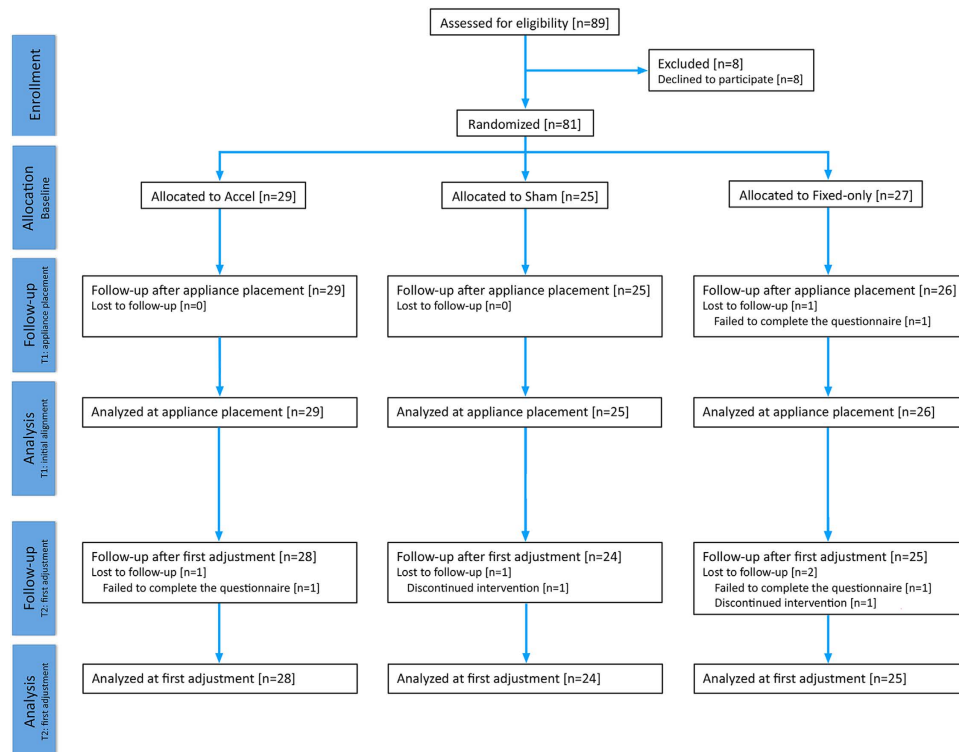 Assessed for eligibility [n=89]
Excluded [n=8]
Declined to participate [n=8]
Enrollment
Randomized [n=81]
Allocation
Baseline
Allocated to Accel [n=29]
Allocated to Sham [n=25]
Allocated to Fixed-only [n=27]
Follow-up
T1: appliance placement
Follow-up after appliance placement [n=29]
Lost to follow-up [n=0]
Follow-up after appliance placement [n=25]
Lost to follow-up [n=0]
Follow-up after appliance placement [n=26]
Lost to follow-up [n=1]
Failed to complete the questionnaire [n=1]
Analysis
T1: initial alignment
Analyzed at appliance placement [n=29]
Analyzed at appliance placement [n=25]
Analyzed at appliance placement [n=26]
Follow-up
T2: first adjustment
Follow-up after first adjustment [n=28]
Lost to follow-up [n=1]
Failed to complete the questionnaire [n=1]
Follow-up after first adjustment [n=24]
Lost to follow-up [n=1]
Discontinued intervention [n=1]
Follow-up after first adjustment [n=25]
Lost to follow-up [n=2]
Failed to complete the questionnaire [n=1]
Discontinued intervention [n=1]
Analysis
T2: first adjustment
Analyzed at first adjustment [n=28]
Analyzed at first adjustment [n=24]
Analyzed at first adjustment [n=25]